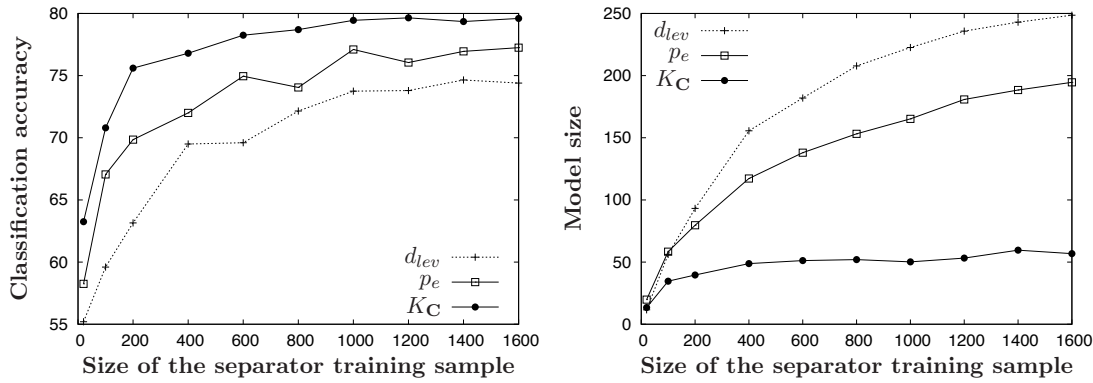 80
75
70
65
60
55
Classification accuracy
d_lev
p_e
K_C
0 200 400 600 800 1000 1200 1400 1600
Size of the separator training sample
250
200
150
100
50
0
Model size
d_lev
p_e
K_C
0 200 400 600 800 1000 1200 1400 1600
Size of the separator training sample